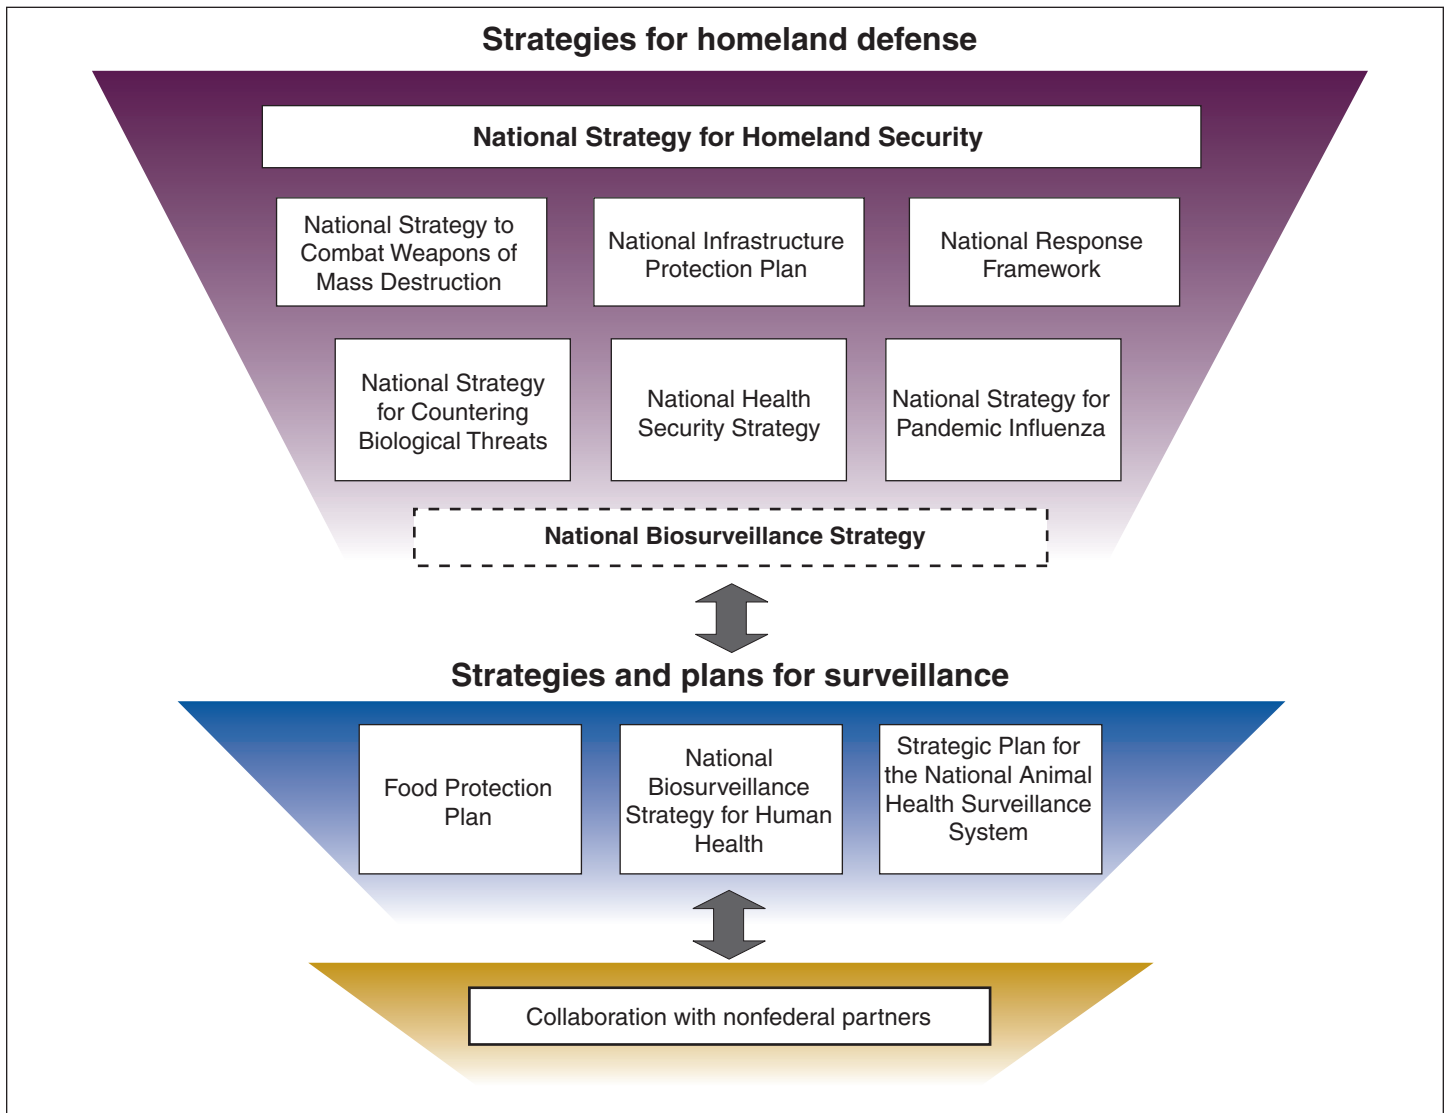 Strategies for homeland defense
National Strategy for Homeland Security
National Strategy to
Combat Weapons of
Mass Destruction
National Infrastructure
Protection Plan
National Response
Framework
National Strategy
for Countering
Biological Threats
National Health
Security Strategy
National Strategy for
Pandemic Influenza
National Biosurveillance Strategy
Strategies and plans for surveillance
Food Protection
Plan
National
Biosurveillance
Strategy for Human
Health
Strategic Plan for
the National Animal
Health Surveillance
System
Collaboration with nonfederal partners